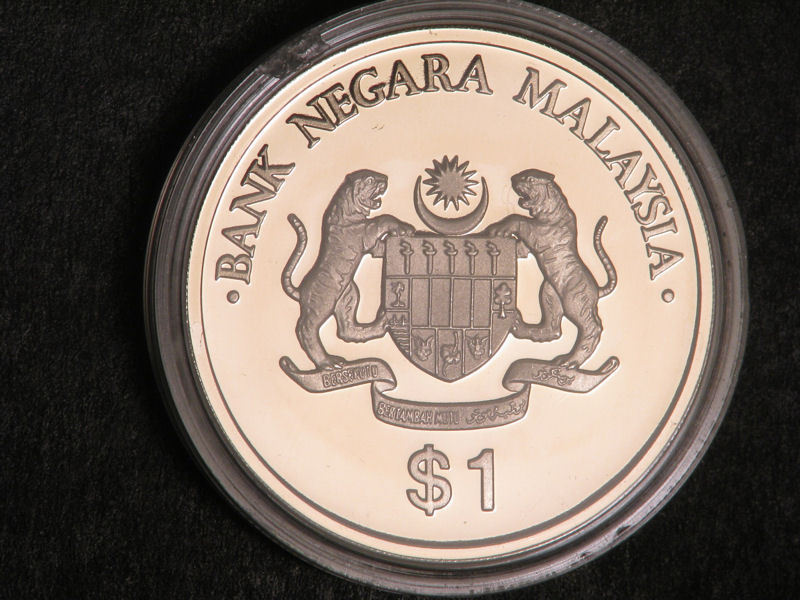 BANK NEGARA MALAYSIA
BERSEKUTU
BERTAMBAH MUTU
$1